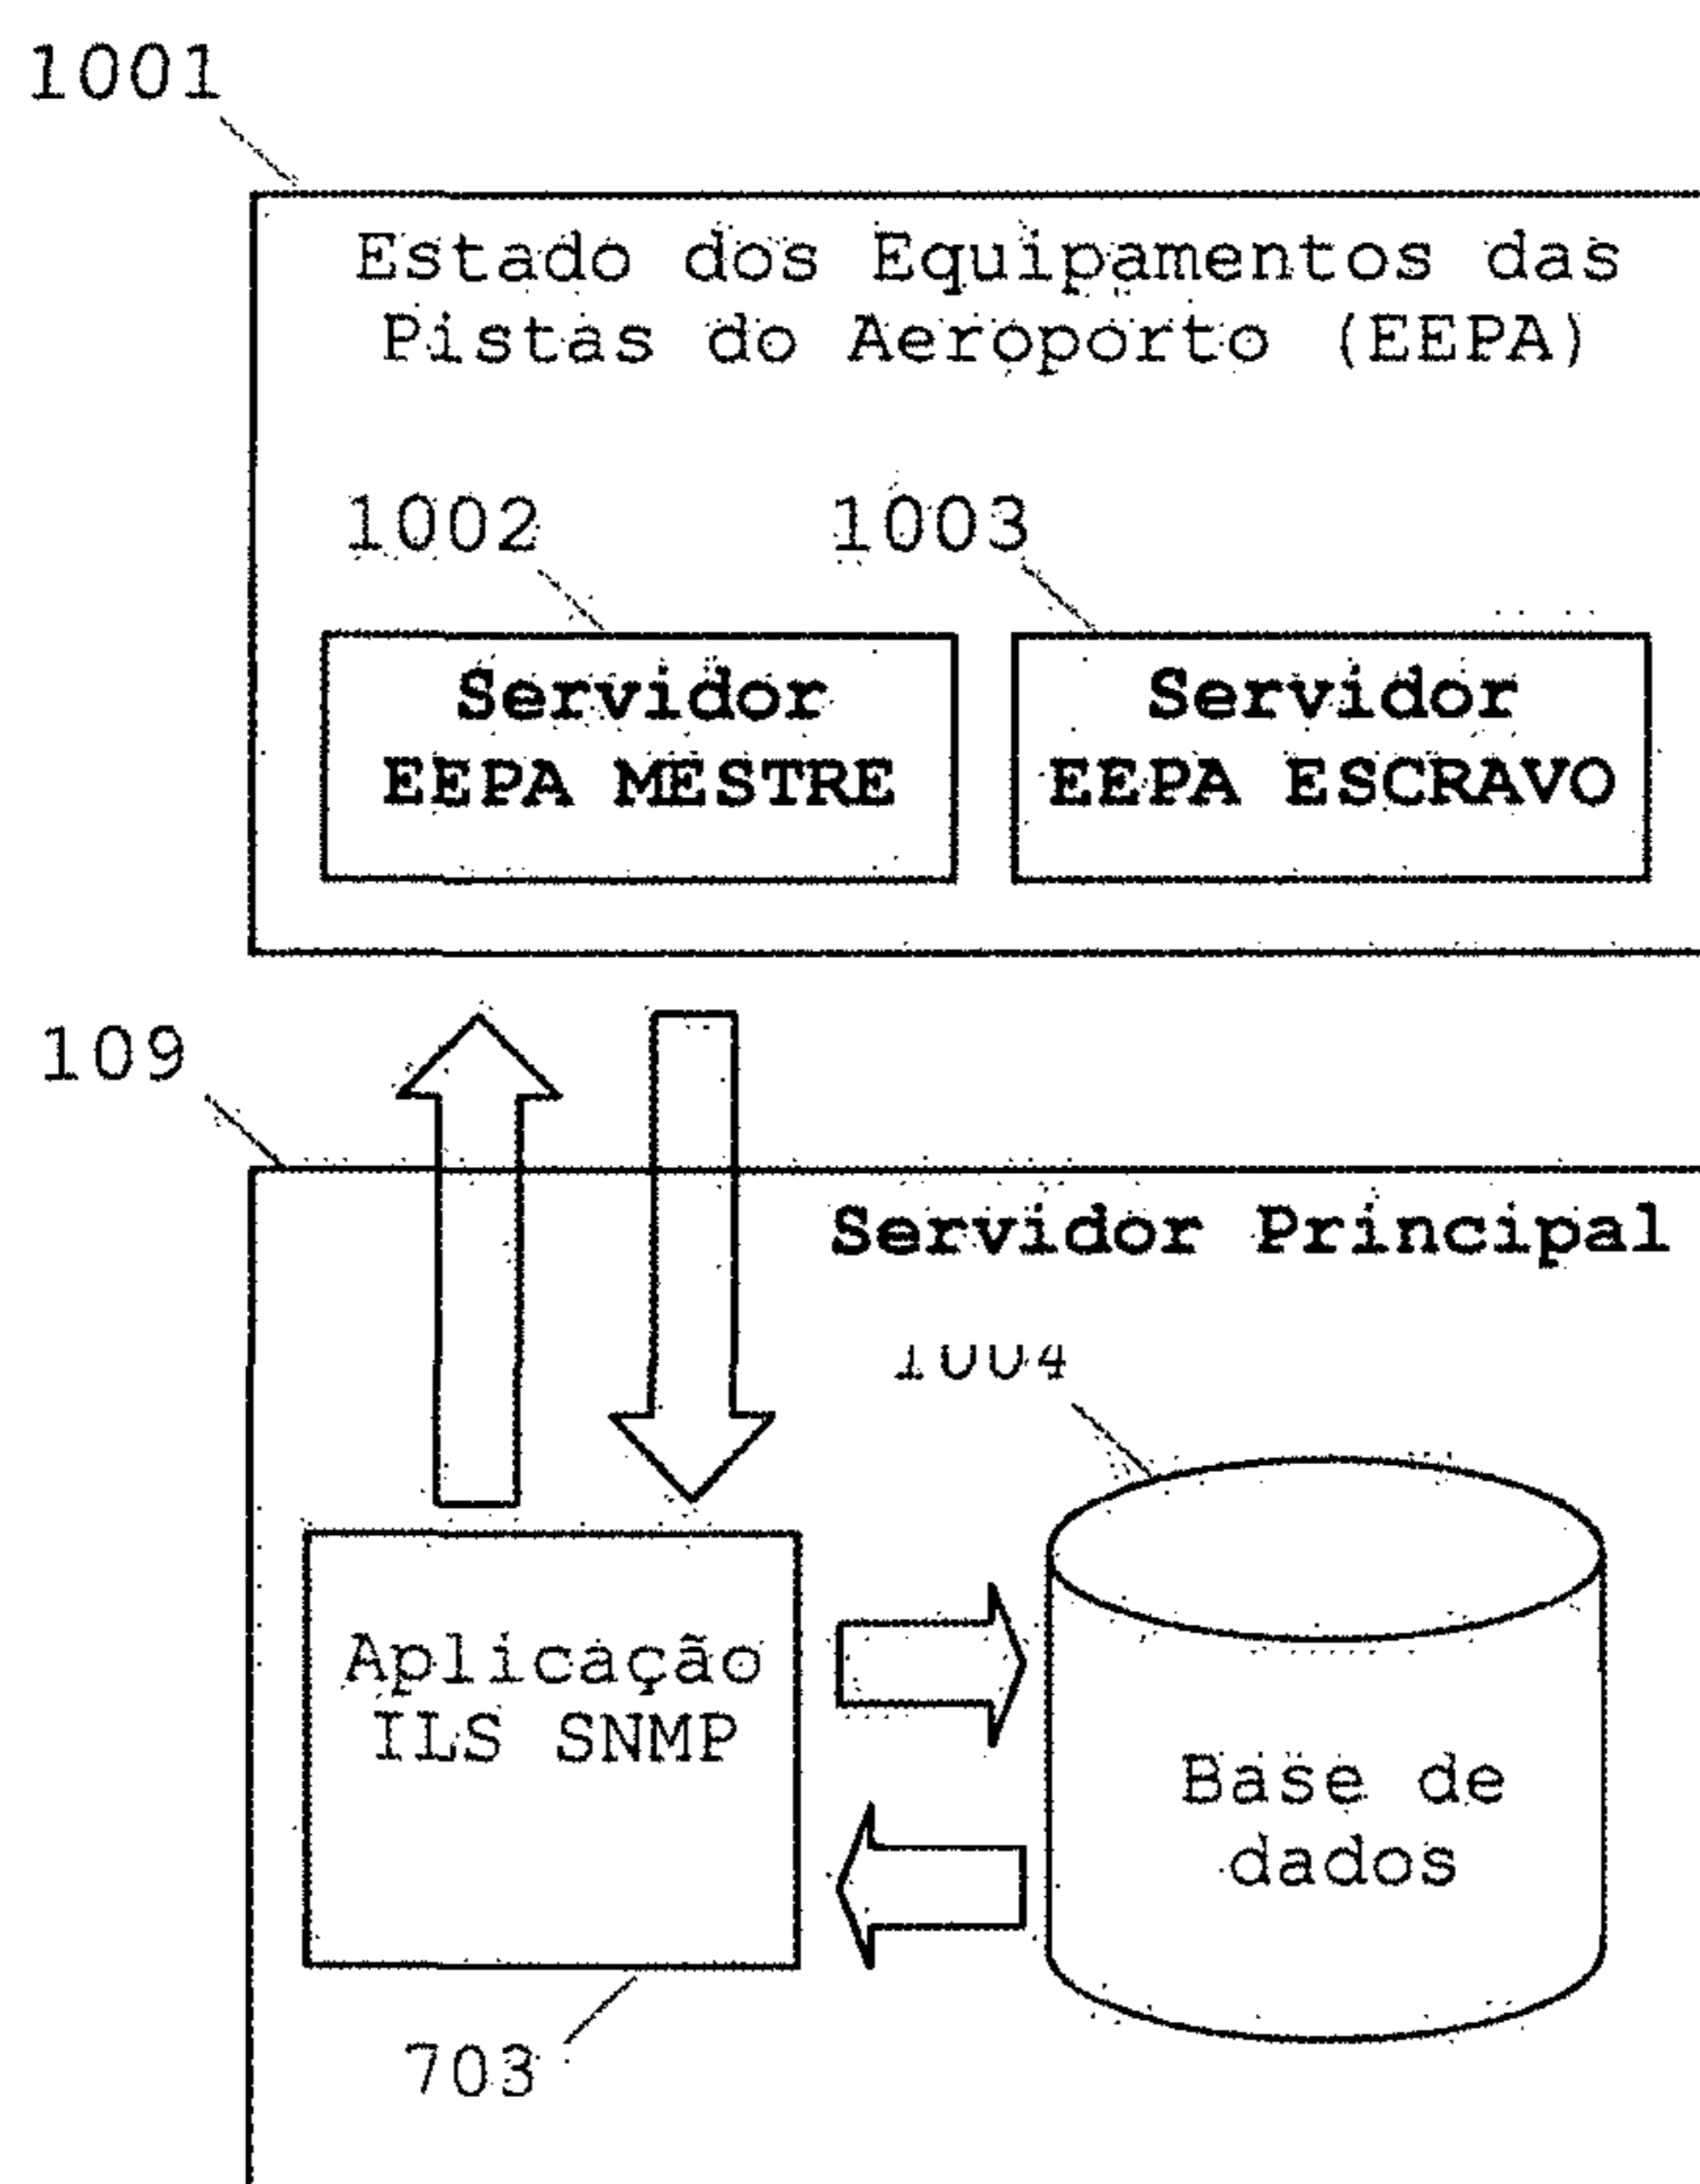 1001
Estado dos Equipamentos das
Pistas do Aeroporto (EEPA)
1002
1003
Servidor
EEPA MESTRE
Servidor
EEPA ESCRAVO
109
Servidor Principal
1004
Aplicação
ILS SNMP
Base de
dados
703